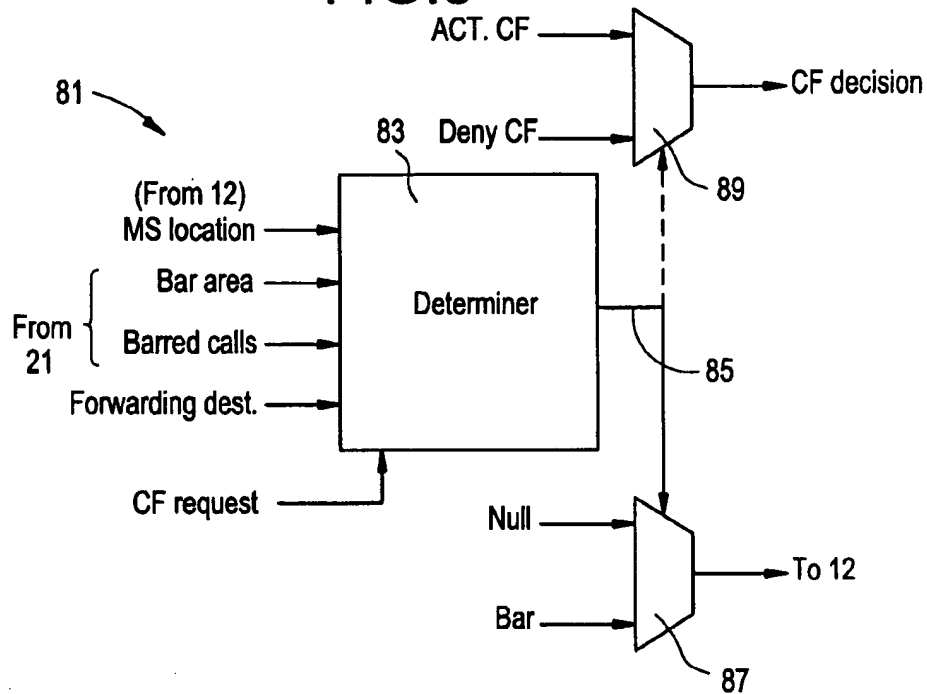 ACT. CF
CF decision
81
Deny CF
83
89
(From 12)
MS location
Bar area
Determiner
From
21
Barred calls
85
Forwarding dest.
CF request
Null
To 12
Bar
87